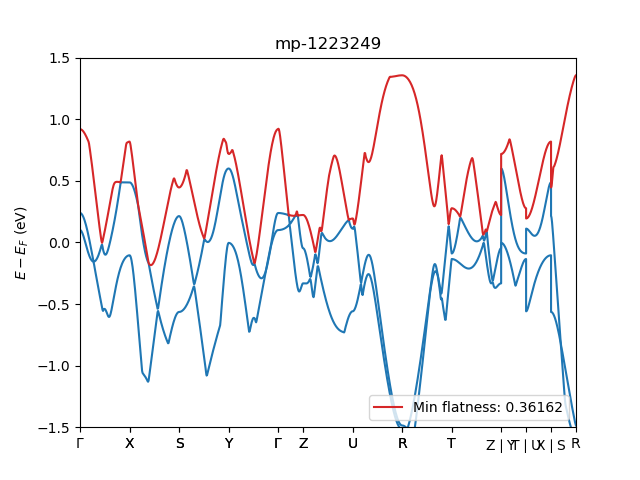 mp-1223249
E − E_F (eV)
1.5
1.0
0.5
0.0
−0.5
−1.0
−1.5
Min flatness: 0.36162
Γ X S Y Γ Z U R T Z | Y T | U X | S R